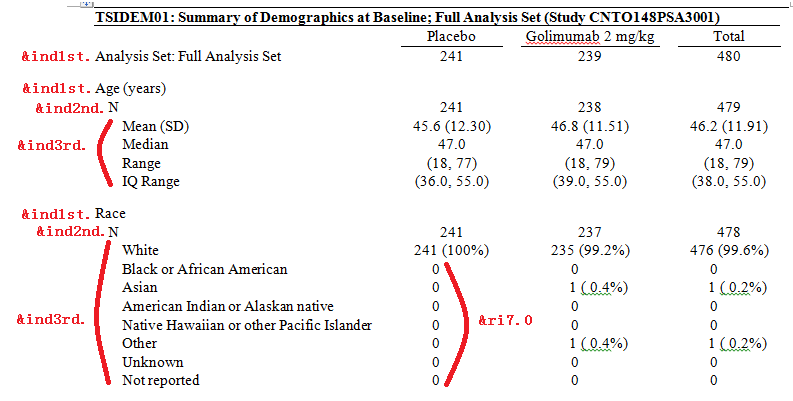 TSIDEM01: Summary of Demographics at Baseline; Full Analysis Set (Study CNTO148PSA3001)
Placebo Golimumab 2 mg/kg Total
&ind1st. Analysis Set: Full Analysis Set 241 239 480
&ind1st. Age (years)
&ind2nd. N 241 238 479
Mean (SD) 45.6 (12.30) 46.8 (11.51) 46.2 (11.91)
&ind3rd. Median 47.0 47.0 47.0
Range (18, 77) (18, 79) (18, 79)
IQ Range (36.0, 55.0) (39.0, 55.0) (38.0, 55.0)
&ind1st. Race
&ind2nd. N 241 237 478
White 241 (100%) 235 (99.2%) 476 (99.6%)
Black or African American 0 0 0
Asian 0 1 ( 0.4%) 1 ( 0.2%)
American Indian or Alaskan native 0 0 0
&ind3rd. Native Hawaiian or other Pacific Islander 0 &ri7.0 0 0
Other 0 1 ( 0.4%) 1 ( 0.2%)
Unknown 0 0 0
Not reported 0 0 0